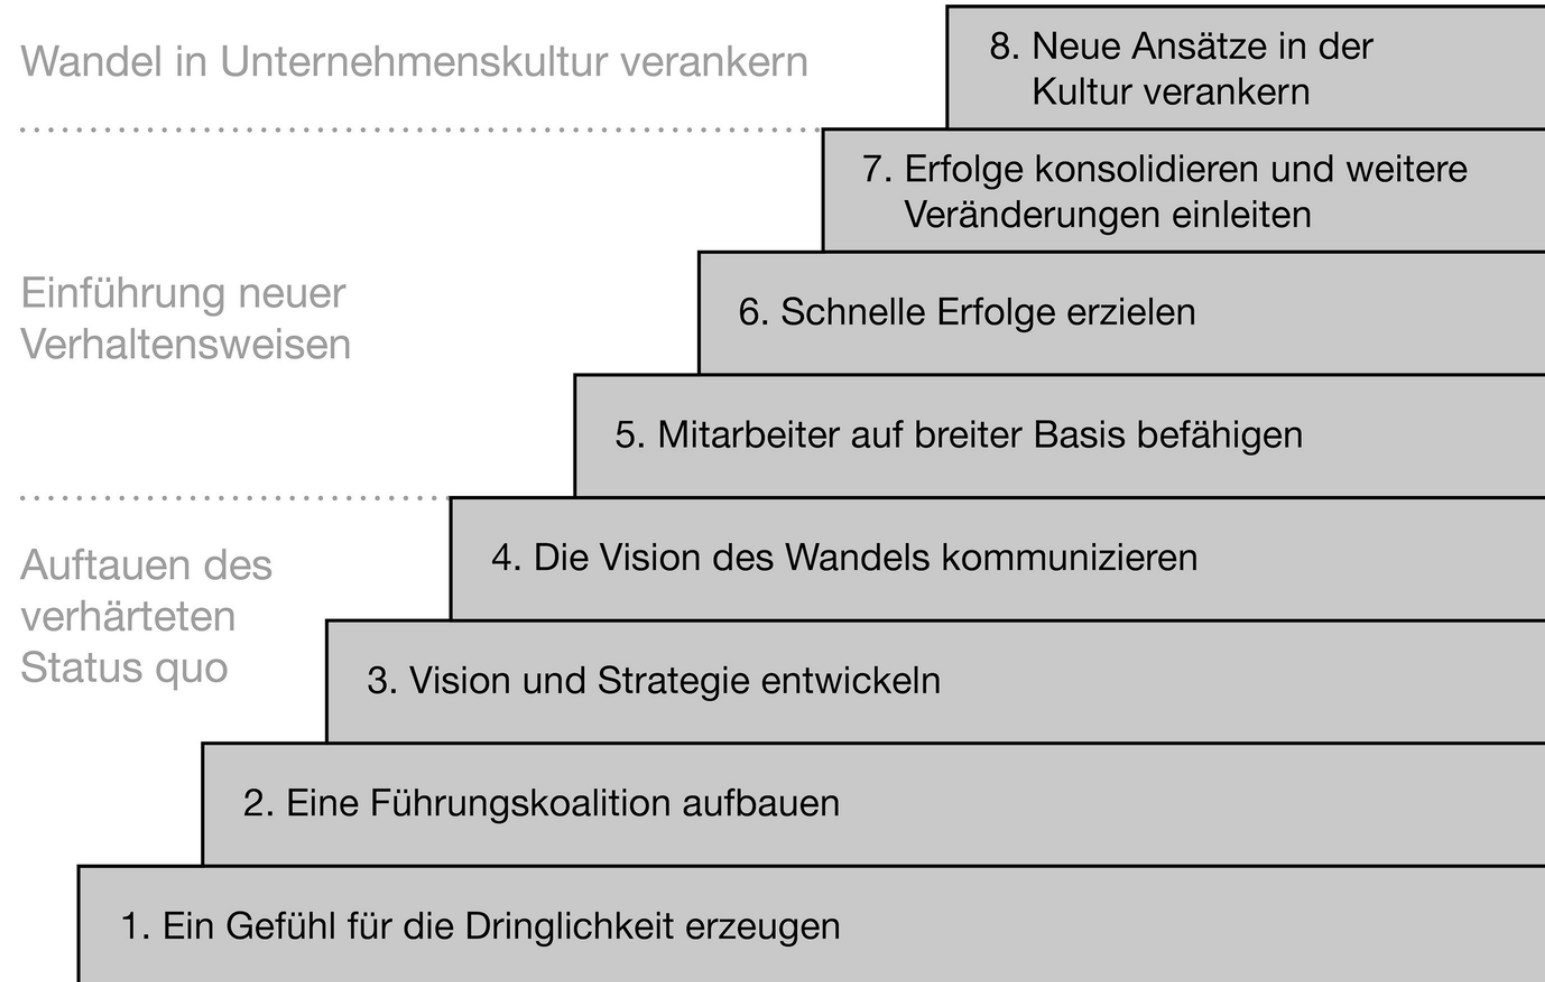 Wandel in Unternehmenskultur verankern
8. Neue Ansätze in der
Kultur verankern
7. Erfolge konsolidieren und weitere
Veränderungen einleiten
Einführung neuer
Verhaltensweisen
6. Schnelle Erfolge erzielen
5. Mitarbeiter auf breiter Basis befähigen
Auftauen des
verhärteten
Status quo
4. Die Vision des Wandels kommunizieren
3. Vision und Strategie entwickeln
2. Eine Führungskoalition aufbauen
1. Ein Gefühl für die Dringlichkeit erzeugen